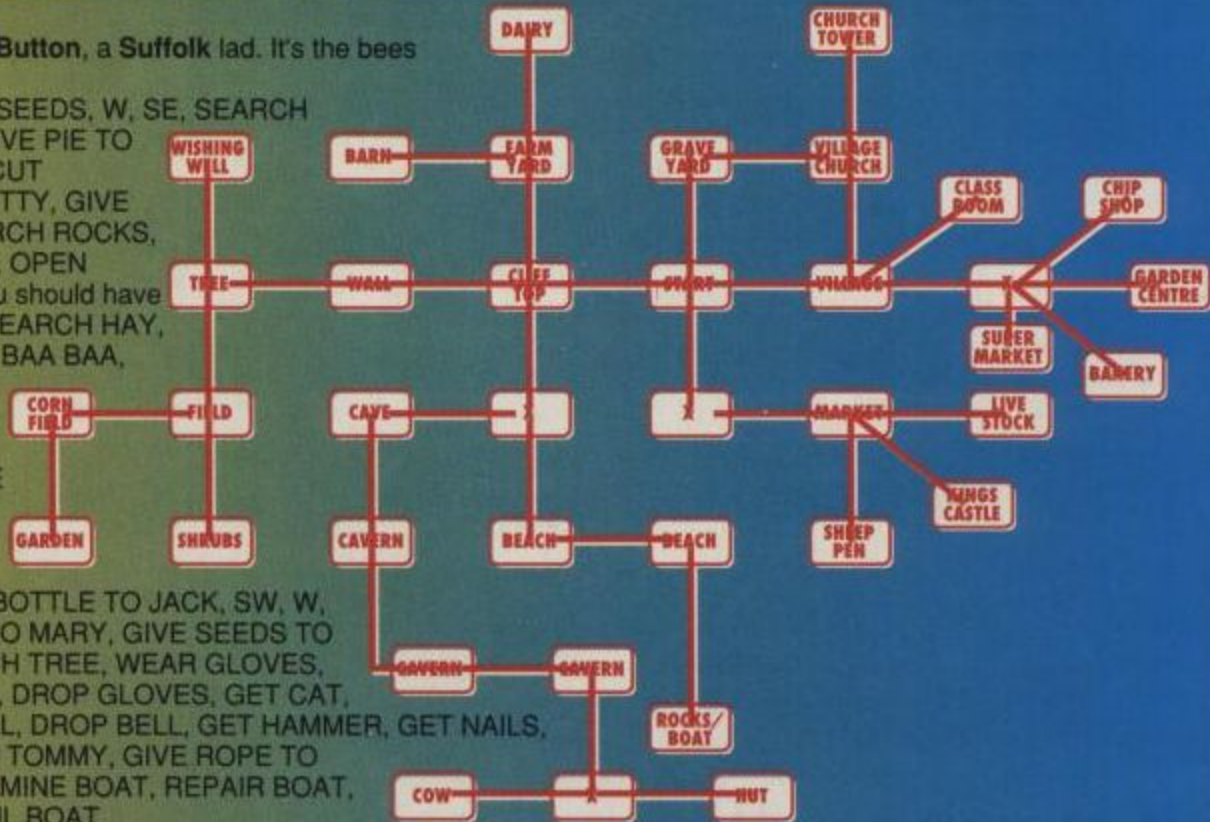 Button, a Suffolk lad. It's the bees
SEEDS, W, SE, SEARCH
VE PIE TO
CUT
TTY, GIVE
RCH ROCKS,
OPEN
u should have
EARCH HAY,
BAA BAA,
E
BOTTLE TO JACK, SW, W,
O MARY, GIVE SEEDS TO
H TREE, WEAR GLOVES,
, DROP GLOVES, GET CAT,
L, DROP BELL, GET HAMMER, GET NAILS,
TOMMY, GIVE ROPE TO
MINE BOAT, REPAIR BOAT,
IL BOAT
DAIRY
CHURCH
TOWER
WISHING
WELL
BARN
FARM
YARD
GRAVE
YARD
VILLAGE
CHURCH
CLASS
ROOM
CHIP
SHOP
TREE
WALL
CLIFF
TOP
START
VILLAGE
GARDEN
CENTRE
SUPER
MARKET
BAKERY
CORN
FIELD
FIELD
CAVE
X
X
MARKET
LIVE
STOCK
KINGS
CASTLE
GARDEN
SHRUBS
CAVERN
BEACH
BEACH
SHEEP
PEN
CAVERN
CAVERN
ROCKS/
BOAT
COW
X
HUT